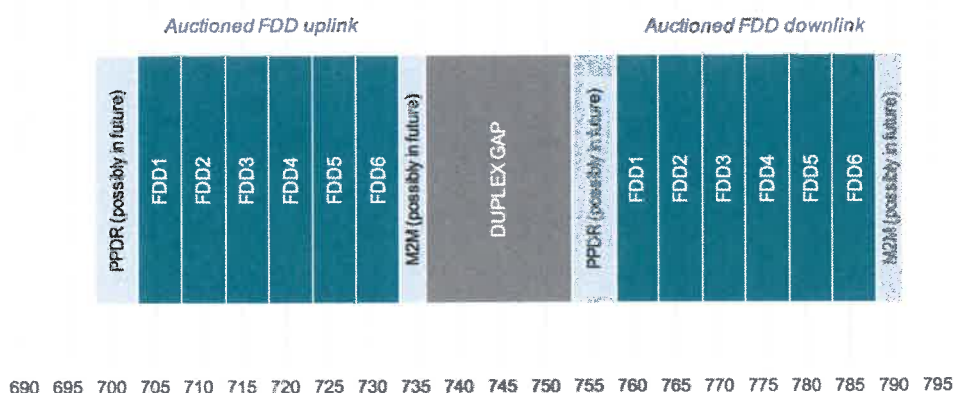 Auctioned FDD uplink
Auctioned FDD downlink
PPDR (possibly in future)
FDD1
FDD2
FDD3
FDD4
FDD5
FDD6
M2M (possibly in future)
DUPLEX GAP
PPDR (possibly in future)
FDD1
FDD2
FDD3
FDD4
FDD5
FDD6
M2M (possibly in future)
690 695 700 705 710 715 720 725 730 735 740 745 750 755 760 765 770 775 780 785 790 795